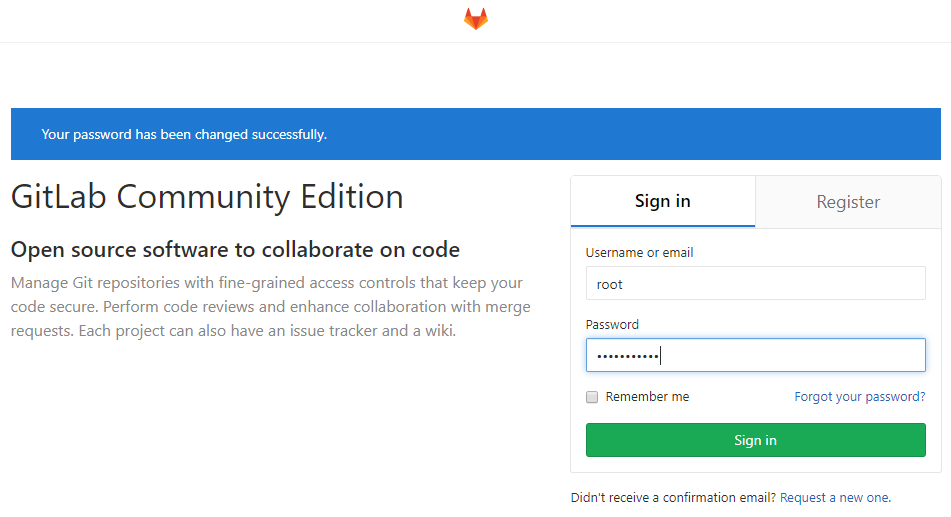 Your password has been changed successfully.
GitLab Community Edition
Open source software to collaborate on code
Manage Git repositories with fine-grained access controls that keep your
code secure. Perform code reviews and enhance collaboration with merge
requests. Each project can also have an issue tracker and a wiki.
Sign in
Register
Username or email
root
Password
•••••••••••
Remember me
Forgot your password?
Sign in
Didn't receive a confirmation email? Request a new one.